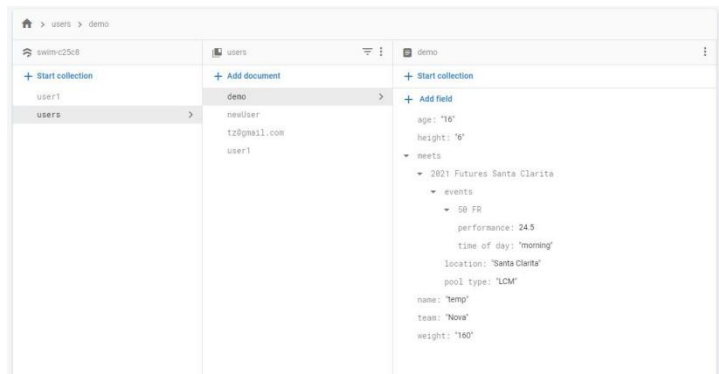 users > demo
swim-c25c8
+ Start collection
user1
users
users
+ Add document
demo
newUser
tz@gmail.com
user1
demo
+ Start collection
+ Add field
age: "16"
height: "6"
meets
2021 Futures Santa Clarita
events
50 FR
performance: 24.5
time of day: "morning"
location: "Santa Clarita"
pool type: "LCM"
name: "temp"
team: "Nova"
weight: "160"